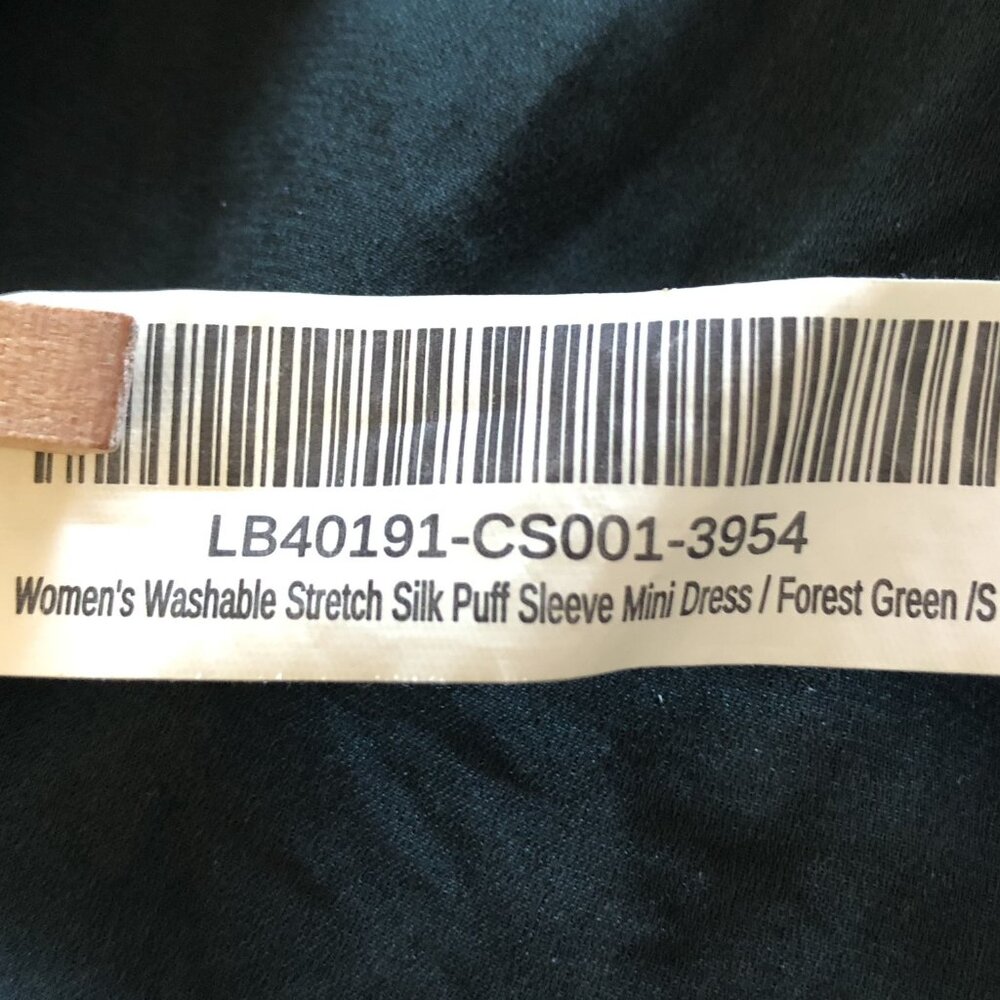 LB40191-CS001-3954
Women's Washable Stretch Silk Puff Sleeve Mini Dress / Forest Green /S